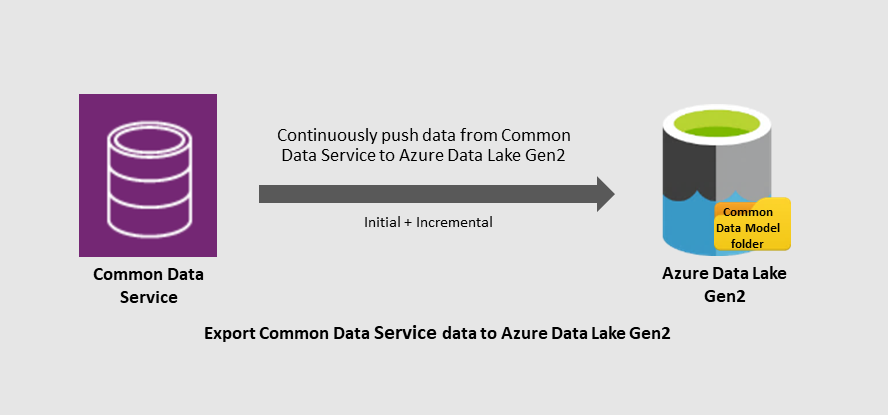 Continuously push data from Common
Data Service to Azure Data Lake Gen2
Initial + Incremental
Common
Data Model
folder
Common Data
Service
Azure Data Lake
Gen2
Export Common Data Service data to Azure Data Lake Gen2